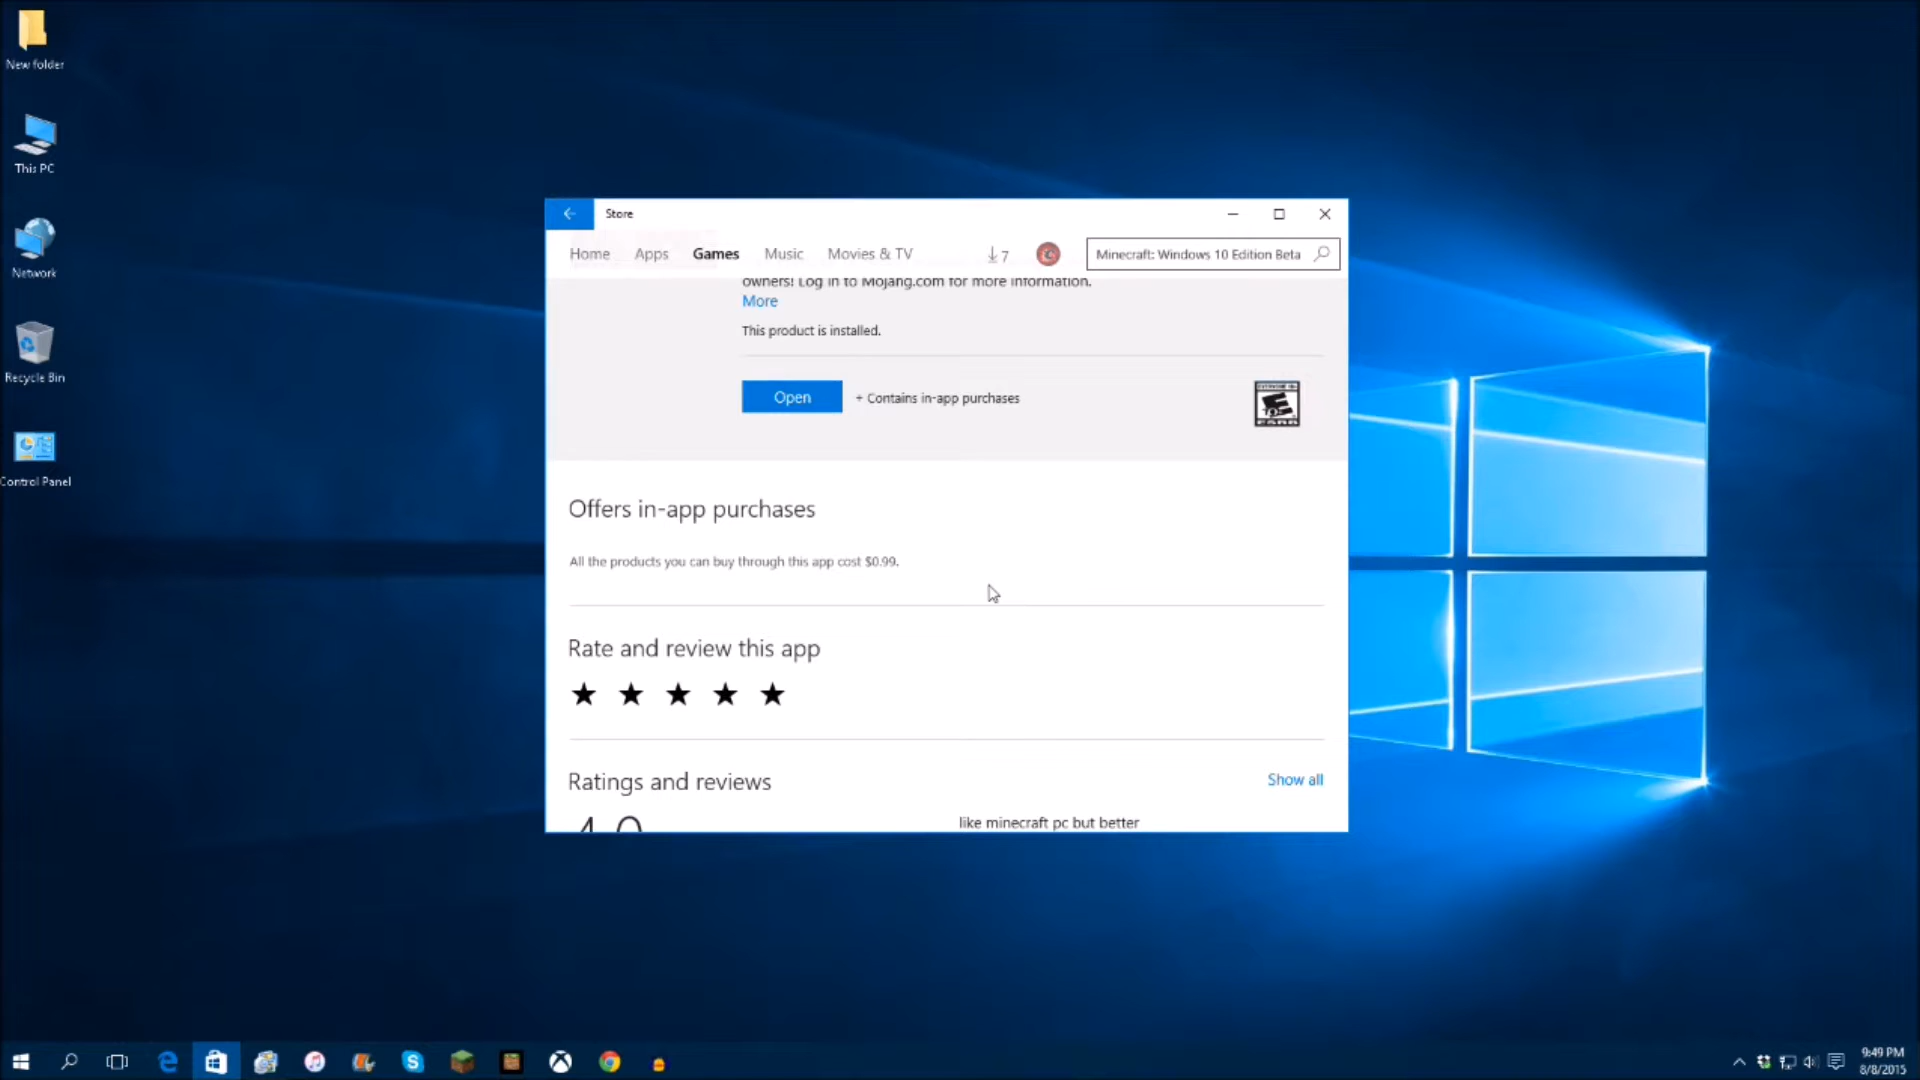 New folder
This PC
Network
Recycle Bin
Control Panel
Store
Home Apps Games Music Movies & TV 7 Minecraft: Windows 10 Edition Beta
owners! Log in to Mojang.com for more information.
More
This product is installed.
Open + Contains in-app purchases
ESRB
Offers in-app purchases
All the products you can buy through this app cost $0.99.
Rate and review this app
Ratings and reviews Show all
4.0
like minecraft pc but better
9:49 PM
8/8/2015